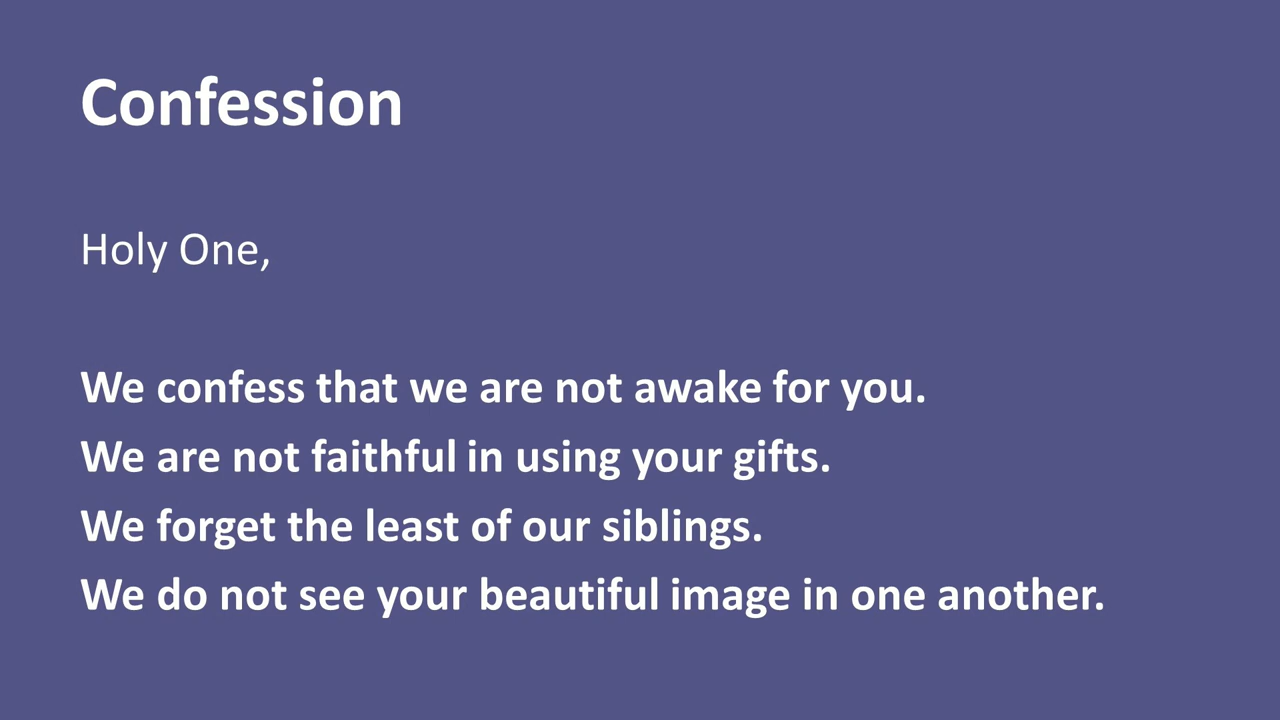 Confession
Holy One,
We confess that we are not awake for you.
We are not faithful in using your gifts.
We forget the least of our siblings.
We do not see your beautiful image in one another.